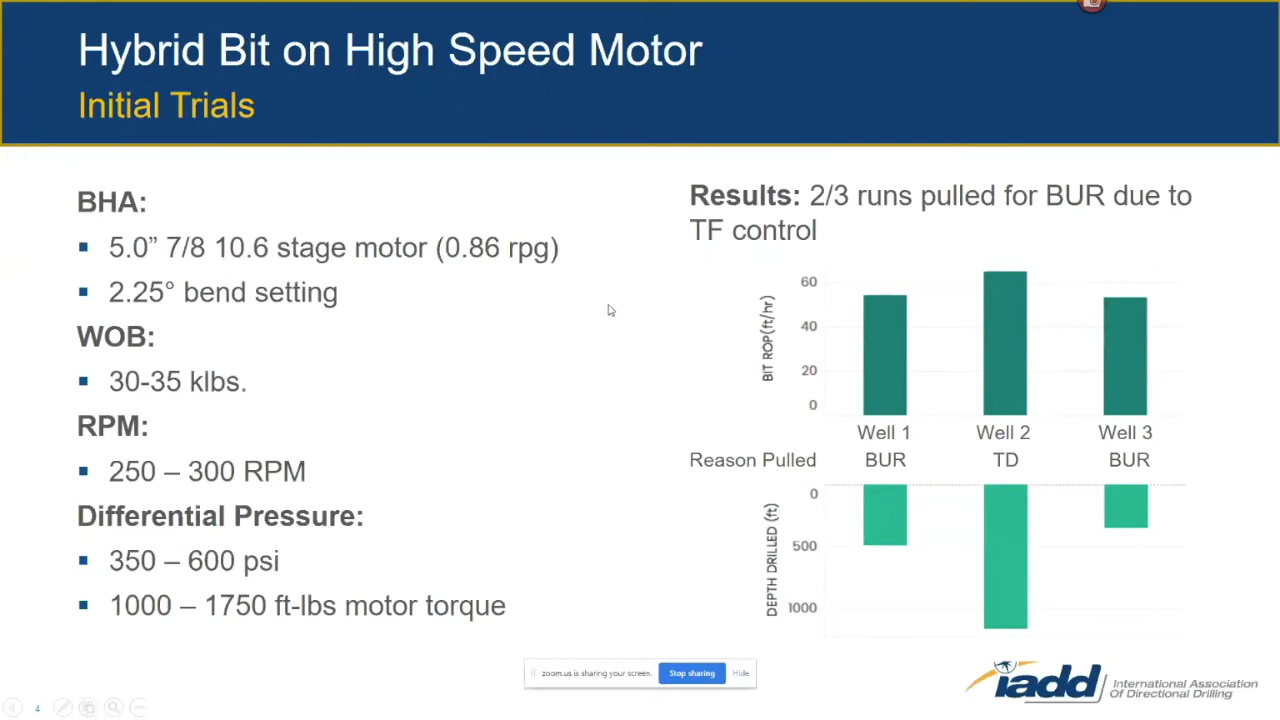 Hybrid Bit on High Speed Motor
Initial Trials
BHA:
5.0” 7/8 10.6 stage motor (0.86 rpg)
2.25° bend setting
WOB:
30-35 klbs.
RPM:
250 – 300 RPM
Differential Pressure:
350 – 600 psi
1000 – 1750 ft-lbs motor torque
Results: 2/3 runs pulled for BUR due to
TF control
BIT ROP(ft/hr)
60
40
20
0
Well 1 Well 2 Well 3
Reason Pulled BUR TD BUR
DEPTH DRILLED (ft)
0
500
1000
zoom.us is sharing your screen. Stop sharing Hide
iadd International Association
Of Directional Drilling
4